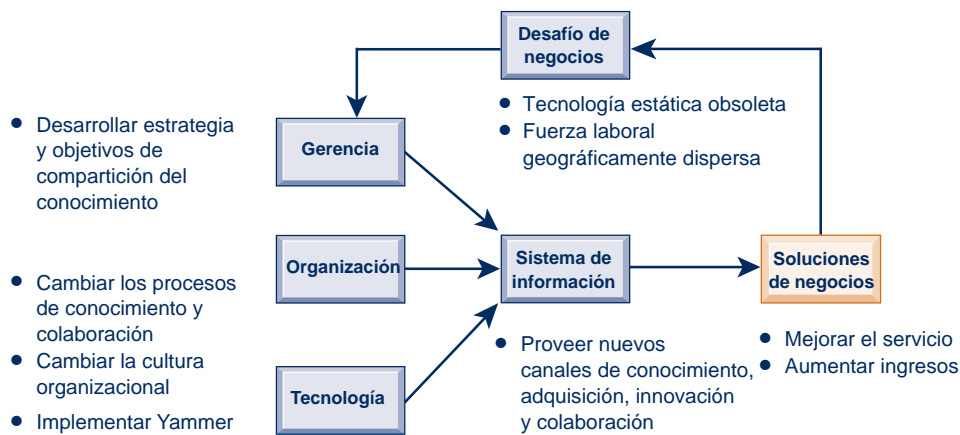 Desafío de
negocios
• Tecnología estática obsoleta
• Fuerza laboral
geográficamente dispersa
• Desarrollar estrategia
y objetivos de
compartición del
conocimiento
Gerencia
• Cambiar los procesos
de conocimiento y
colaboración
• Cambiar la cultura
organizacional
Organización
Sistema de
información
Soluciones
de negocios
• Implementar Yammer
Tecnología
• Proveer nuevos
canales de conocimiento,
adquisición, innovación
y colaboración
• Mejorar el servicio
• Aumentar ingresos